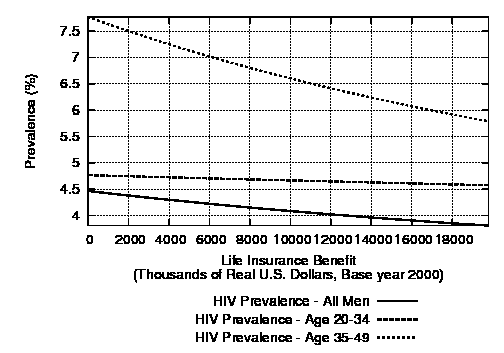 7.5
7
6.5
6
5.5
5
4.5
4
Prevalence (%)
0 2000 4000 6000 8000 10000 12000 14000 16000 18000
Life Insurance Benefit
(Thousands of Real U.S. Dollars, Base year 2000)
HIV Prevalence - All Men
HIV Prevalence - Age 20-34
HIV Prevalence - Age 35-49